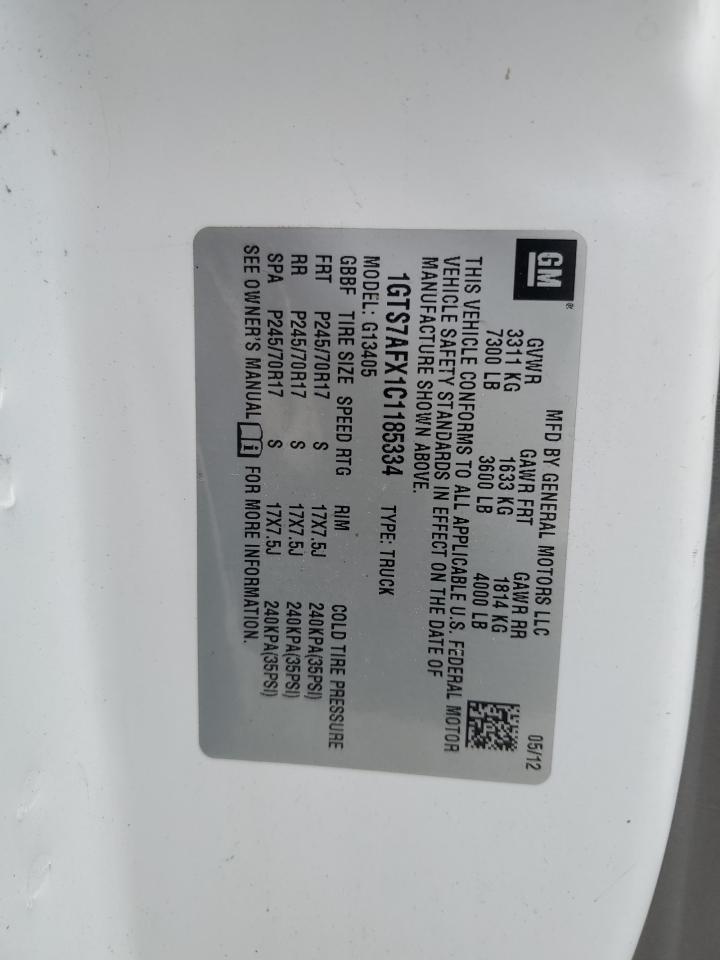 GM®
MFD BY GENERAL MOTORS LLC 05/12
GVWR GAWR FRT GAWR RR
3311 KG 1633 KG 1814 KG
7300 LB 3600 LB 4000 LB
THIS VEHICLE CONFORMS TO ALL APPLICABLE U.S. FEDERAL MOTOR
VEHICLE SAFETY STANDARDS IN EFFECT ON THE DATE OF
MANUFACTURE SHOWN ABOVE.
1GTS7AFX1C1185334 TYPE: TRUCK
MODEL: G13405
GBBF TIRE SIZE SPEED RTG RIM COLD TIRE PRESSURE
FRT P245/70R17 S 17X7.5J 240KPA(35PSI)
RR P245/70R17 S 17X7.5J 240KPA(35PSI)
SPA P245/70R17 S 17X7.5J 240KPA(35PSI)
SEE OWNER'S MANUAL FOR MORE INFORMATION.